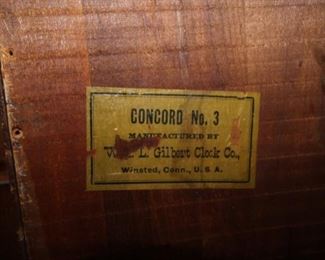 CONCORD No. 3
MANUFACTURED BY
L. Gilbert Clock Co.,
Winsted, Conn., U. S. A.